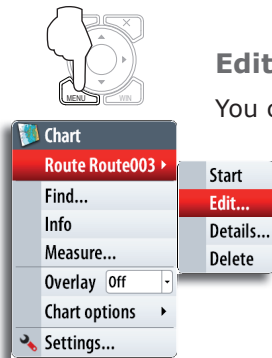 MENU
WIN
Edit
You
Chart
Route Route003
Find...
Info
Measure...
Overlay Off
Chart options
Settings...
Start
Edit...
Details...
Delete